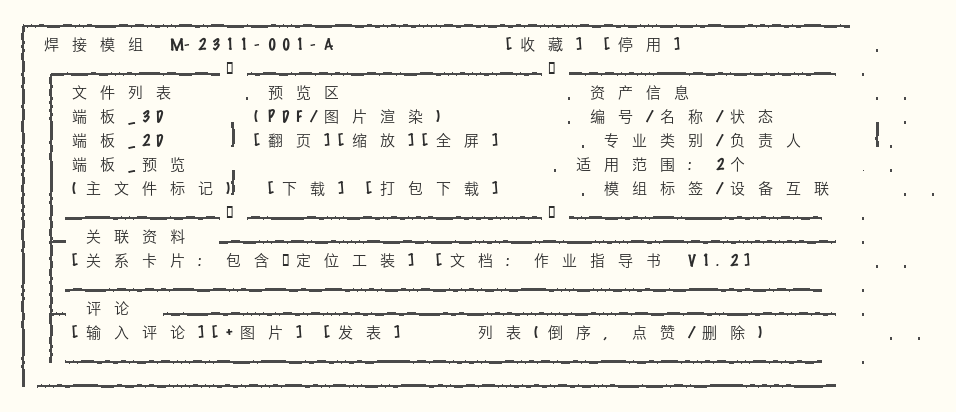 焊接模组 M-2311-001-A [收藏] [停用]
文件列表 预览区 资产信息
端板_3D (PDF/图片渲染) 编号/名称/状态
端板_2D [翻页][缩放][全屏] 专业类别/负责人
端板_预览 适用范围: 2个
(主文件标记) [下载] [打包下载] 模组标签/设备互联
关联资料
[关系卡片: 包含▯定位工装] [文档: 作业指导书 V1.2]
评论
[输入评论][+图片] [发表] 列表(倒序, 点赞/删除)